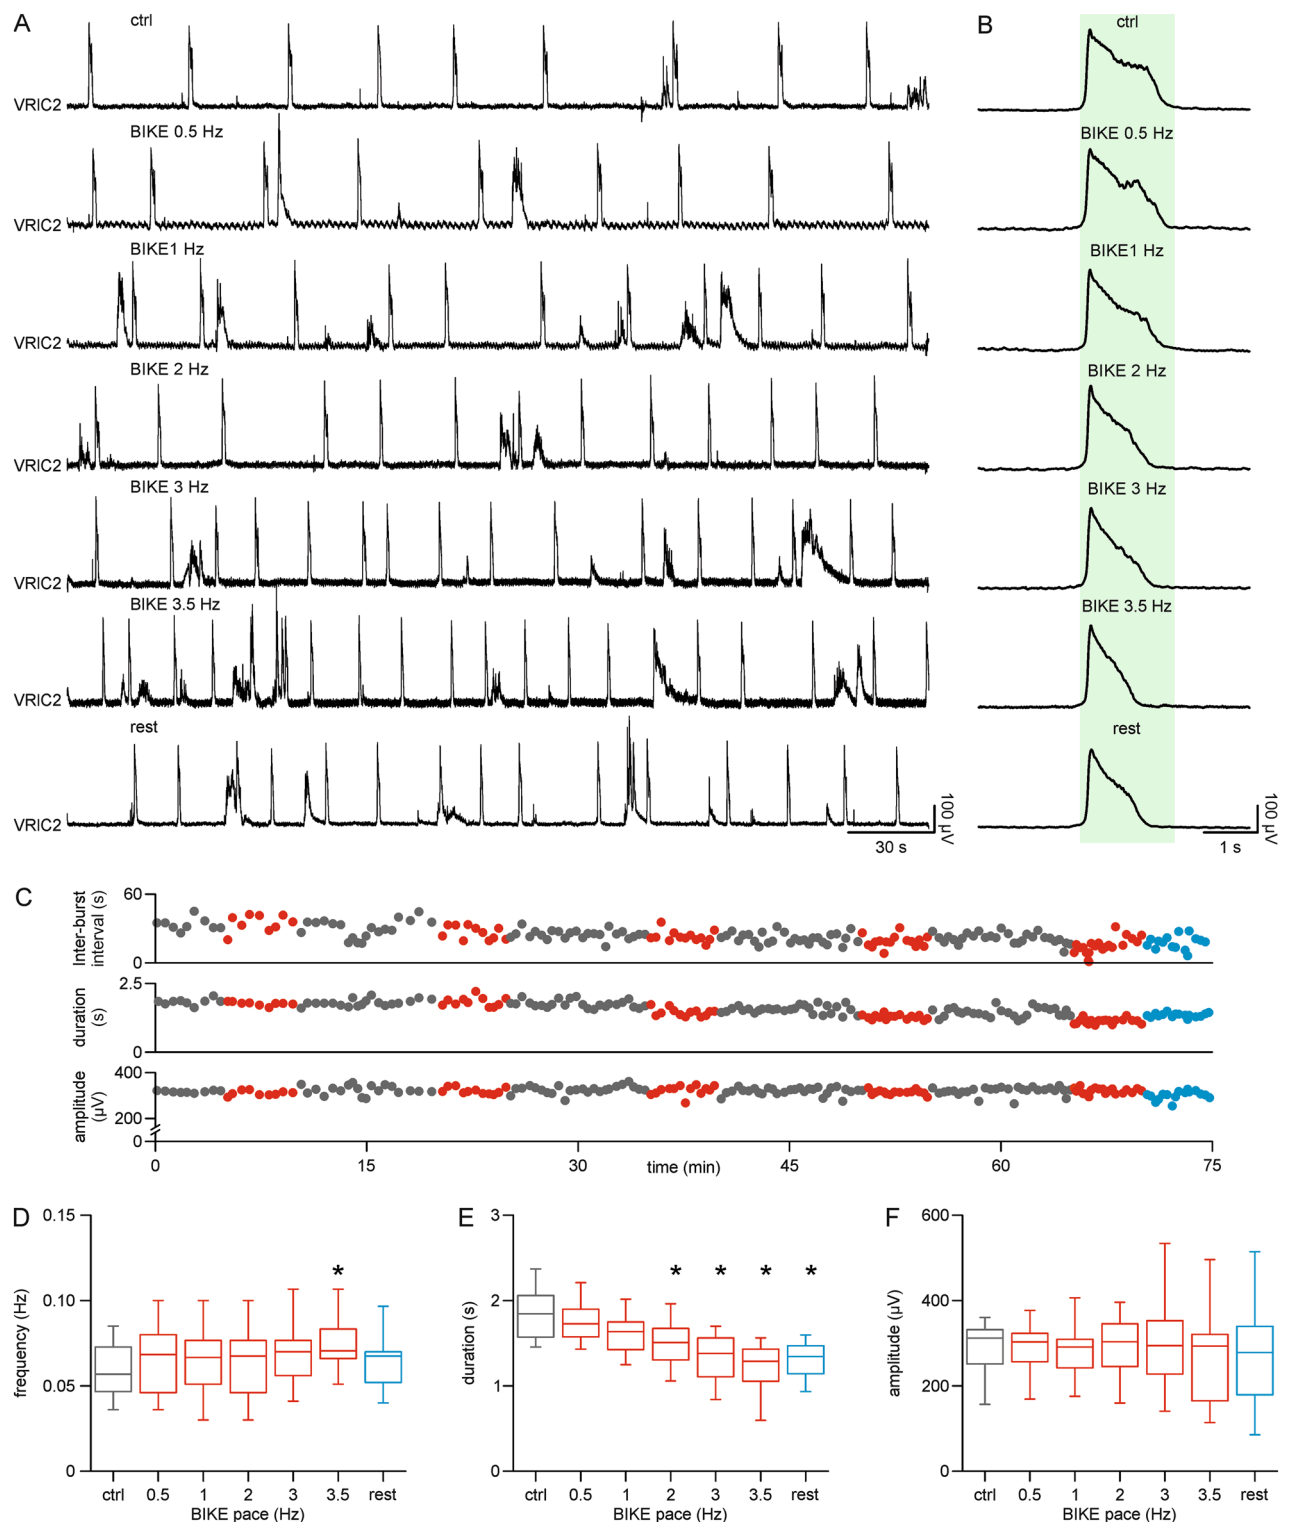 A
ctrl
VRIC2
BIKE 0.5 Hz
VRIC2
BIKE1 Hz
VRIC2
BIKE 2 Hz
VRIC2
BIKE 3 Hz
VRIC2
BIKE 3.5 Hz
VRIC2
rest
VRIC2
100 µV
30 s
B
ctrl
BIKE 0.5 Hz
BIKE1 Hz
BIKE 2 Hz
BIKE 3 Hz
BIKE 3.5 Hz
rest
100 µV
1 s
C
Inter-burst
interval (s)
60
0
duration
(s)
2.5
0
amplitude
(µV)
400
200
0
0 15 30 45 60 75
time (min)
D
frequency (Hz)
0.15
0.10
0.05
0
*
ctrl 0.5 1 2 3 3.5 rest
BIKE pace (Hz)
E
duration (s)
3
2
1
0
* * * *
ctrl 0.5 1 2 3 3.5 rest
BIKE pace (Hz)
F
amplitude (µV)
600
400
200
0
ctrl 0.5 1 2 3 3.5 rest
BIKE pace (Hz)